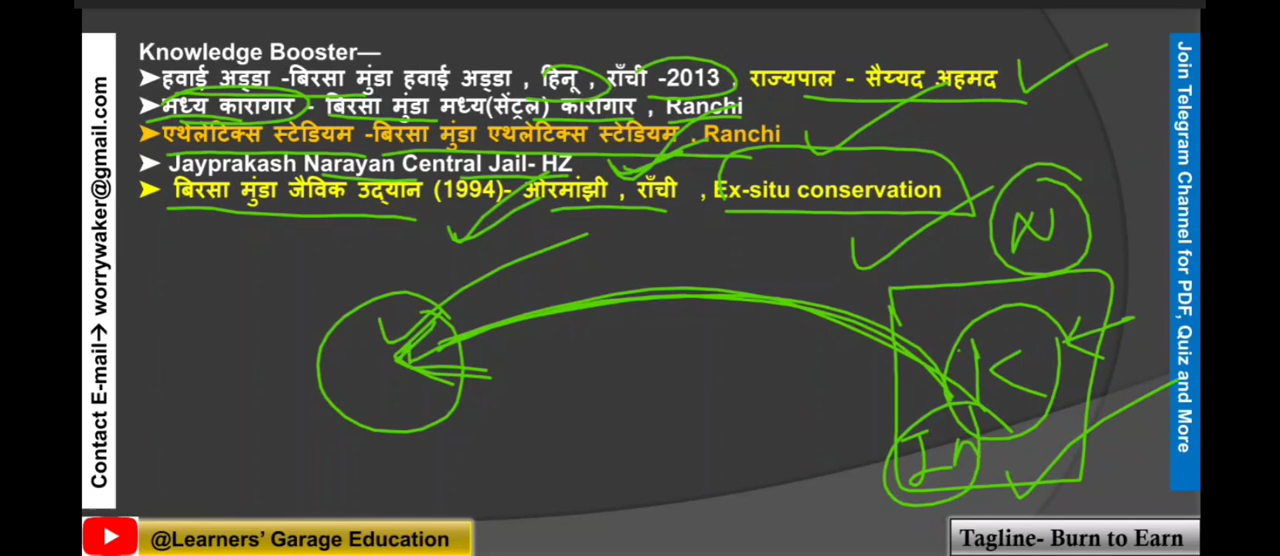 Knowledge Booster—
➤हवाई अड्डा -बिरसा मुंडा हवाई अड्डा , हिनू , राँची -2013 , राज्यपाल - सैय्यद अहमद
➤मध्य कारागार - बिरसा मुंडा मध्य(सेंट्रल) कारागार , Ranchi
➤एथेलेटिक्स स्टेडियम -बिरसा मुंडा एथलेटिक्स स्टेडियम , Ranchi
➤ Jayprakash Narayan Central Jail- HZ
➤ बिरसा मुंडा जैविक उद्यान (1994)- ओरमांझी , राँची , Ex-situ conservation
N
K
In
Contact E-mail→ worrywaker@gmail.com
Join Telegram Channel for PDF, Quiz and More
@Learners’ Garage Education
Tagline- Burn to Earn